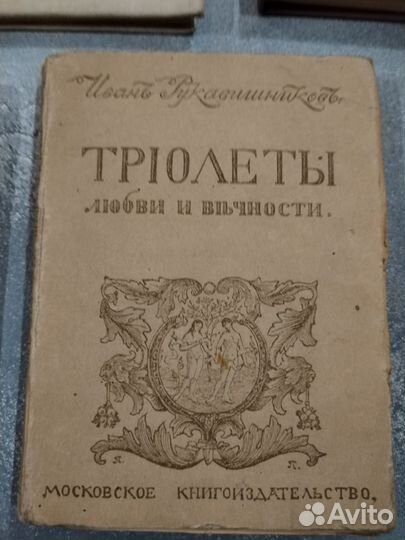 Иванъ Рукавишниковъ.
ТРІОЛЕТЫ
ЛЮБВИ И ВѢЧНОСТИ.
Я. П.
МОСКОВСКОЕ КНИГОИЗДАТЕЛЬСТВО,
Avito